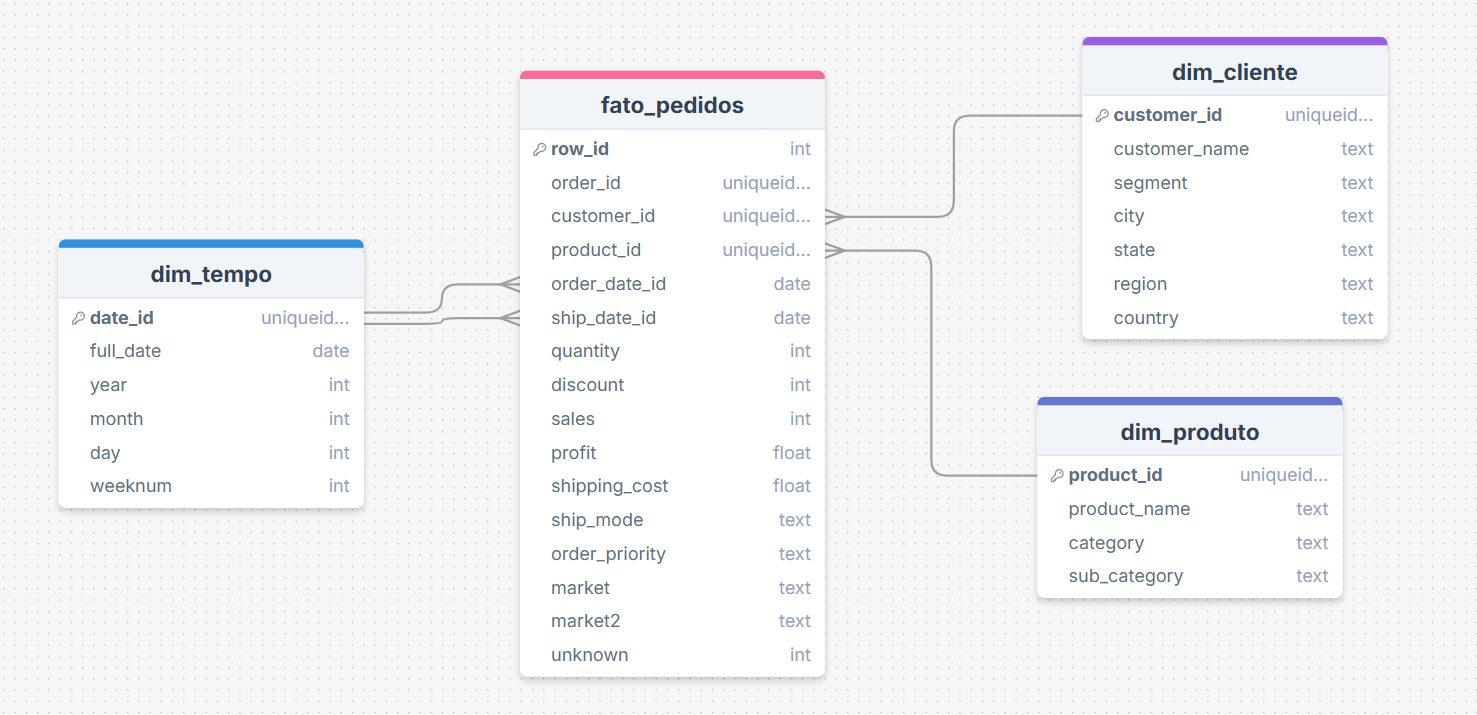 dim_tempo
date_id uniqueid...
full_date date
year int
month int
day int
weeknum int
fato_pedidos
row_id int
order_id uniqueid...
customer_id uniqueid...
product_id uniqueid...
order_date_id date
ship_date_id date
quantity int
discount int
sales int
profit float
shipping_cost float
ship_mode text
order_priority text
market text
market2 text
unknown int
dim_cliente
customer_id uniqueid...
customer_name text
segment text
city text
state text
region text
country text
dim_produto
product_id uniqueid...
product_name text
category text
sub_category text